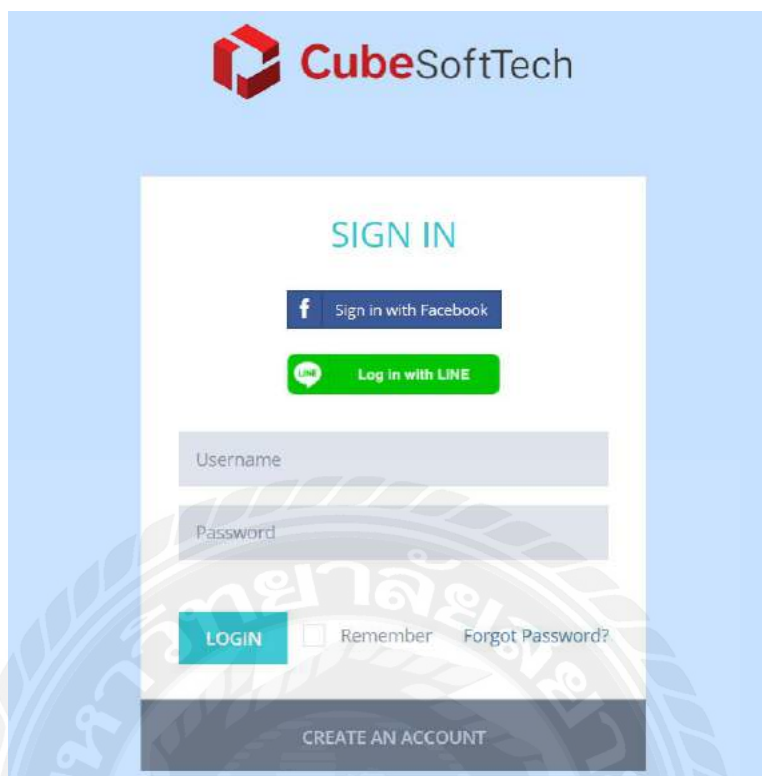 CubeSoftTech
SIGN IN
f Sign in with Facebook
LINE Log in with LINE
Username
Password
LOGIN Remember Forgot Password?
CREATE AN ACCOUNT